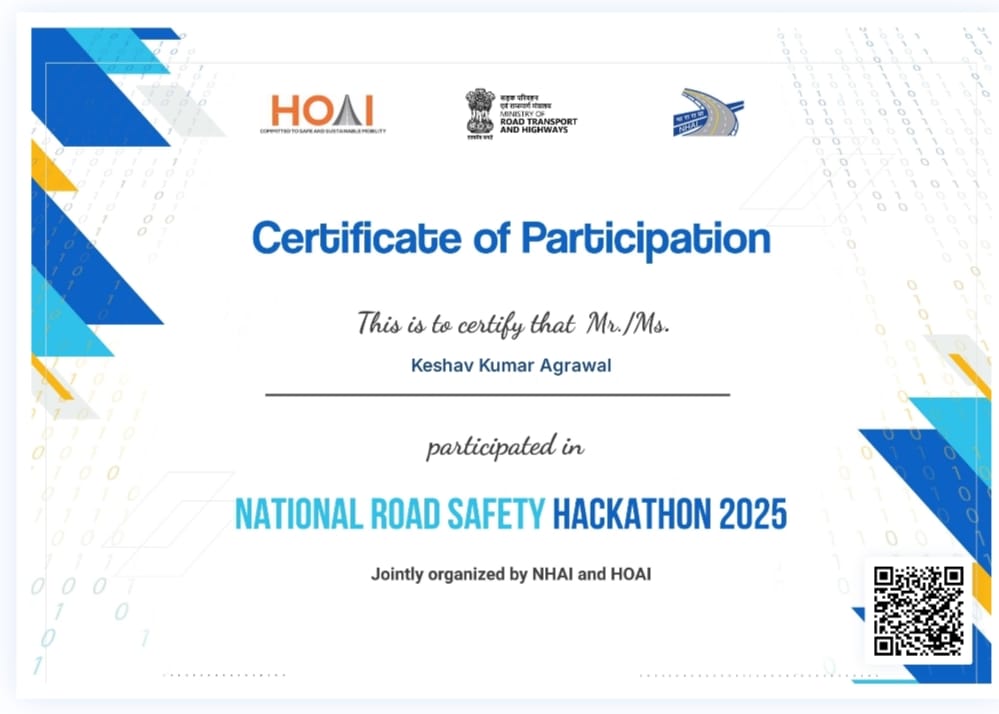 HOAI
COMMITTED TO SAFE AND SUSTAINABLE MOBILITY
सड़क परिवहन
एवं राजमार्ग मंत्रालय
MINISTRY OF
ROAD TRANSPORT
AND HIGHWAYS
सत्यमेव जयते
भा रा रा प्रा
NHAI
Certificate of Participation
This is to certify that Mr./Ms.
Keshav Kumar Agrawal
participated in
NATIONAL ROAD SAFETY HACKATHON 2025
Jointly organized by NHAI and HOAI